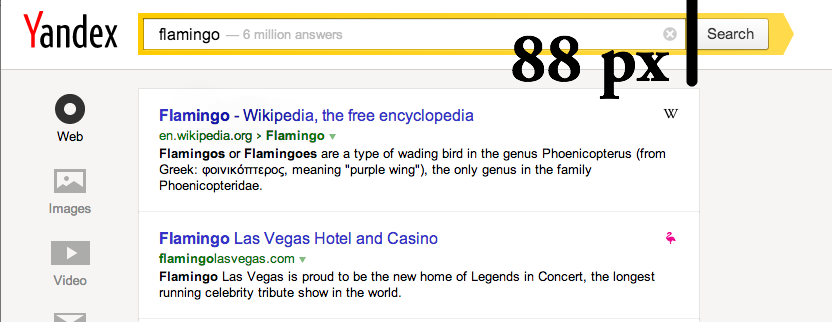 Yandex
flamingo — 6 million answers
Search
88 px
Web
Images
Video
Flamingo - Wikipedia, the free encyclopedia
W
en.wikipedia.org › Flamingo
Flamingos or Flamingoes are a type of wading bird in the genus Phoenicopterus (from
Greek: φοινικόπτερος, meaning "purple wing"), the only genus in the family
Phoenicopteridae.
Flamingo Las Vegas Hotel and Casino
flamingolasvegas.com
Flamingo Las Vegas is proud to be the new home of Legends in Concert, the longest
running celebrity tribute show in the world.